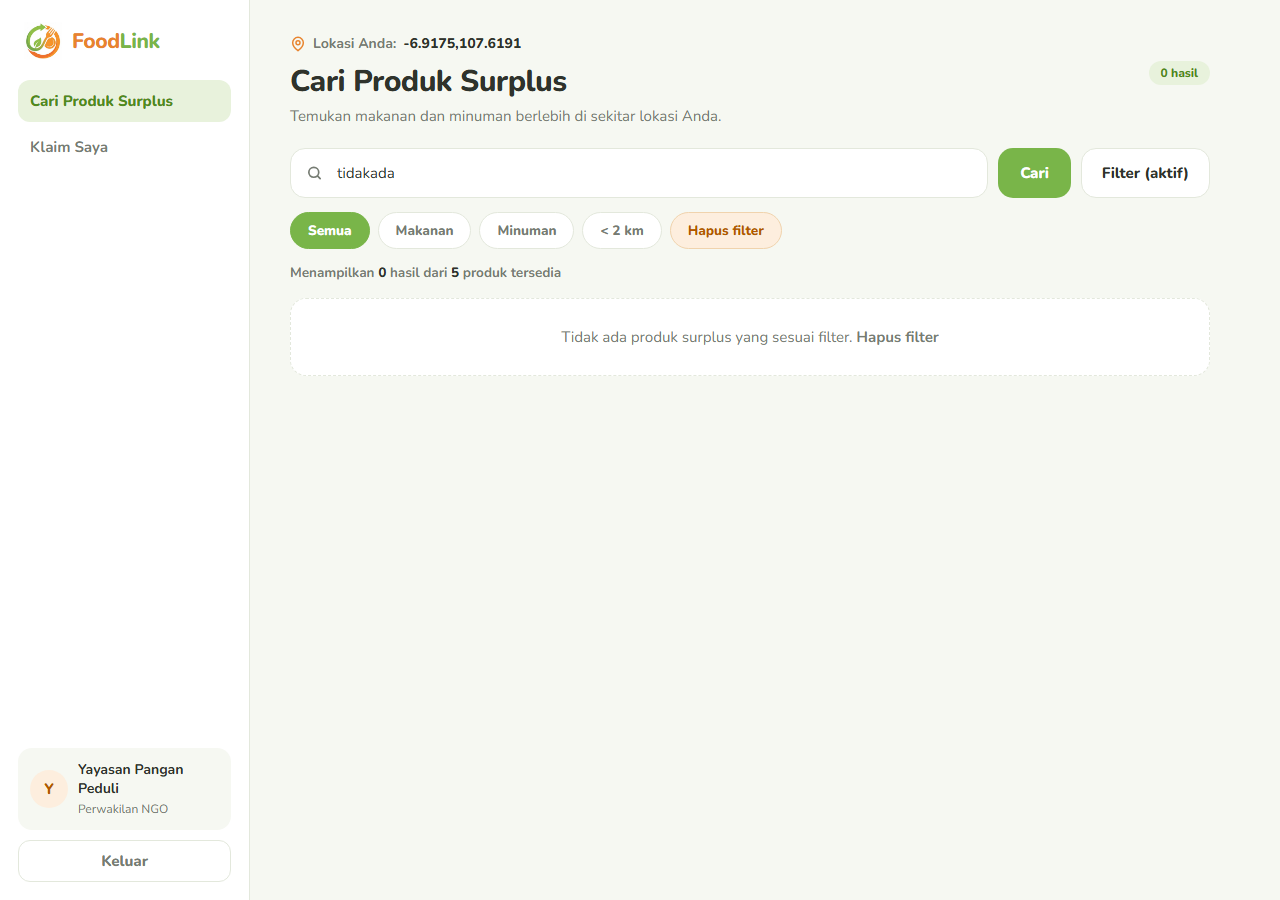 FoodLink
Cari Produk Surplus
Klaim Saya
Yayasan Pangan
Peduli
Y
Perwakilan NGO
Keluar
Lokasi Anda: -6.9175,107.6191
Cari Produk Surplus
0 hasil
Temukan makanan dan minuman berlebih di sekitar lokasi Anda.
tidakada
Cari
Filter (aktif)
Semua
Makanan
Minuman
< 2 km
Hapus filter
Menampilkan 0 hasil dari 5 produk tersedia
Tidak ada produk surplus yang sesuai filter. Hapus filter